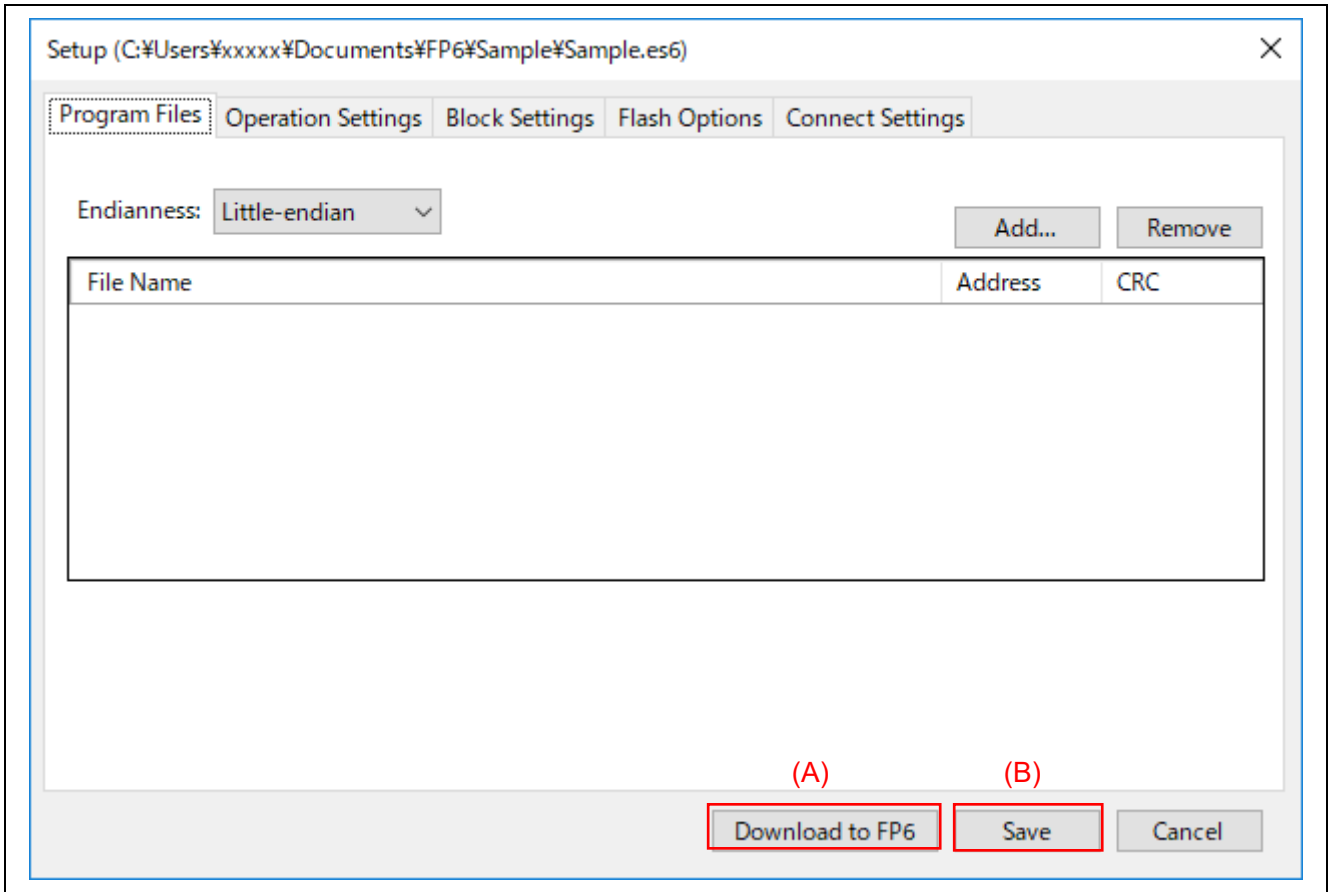 Setup (C:¥Users¥xxxxx¥Documents¥FP6¥Sample¥Sample.es6)
Program Files Operation Settings Block Settings Flash Options Connect Settings
Endianness: Little-endian
Add... Remove
File Name Address CRC
(A) (B)
Download to FP6 Save Cancel